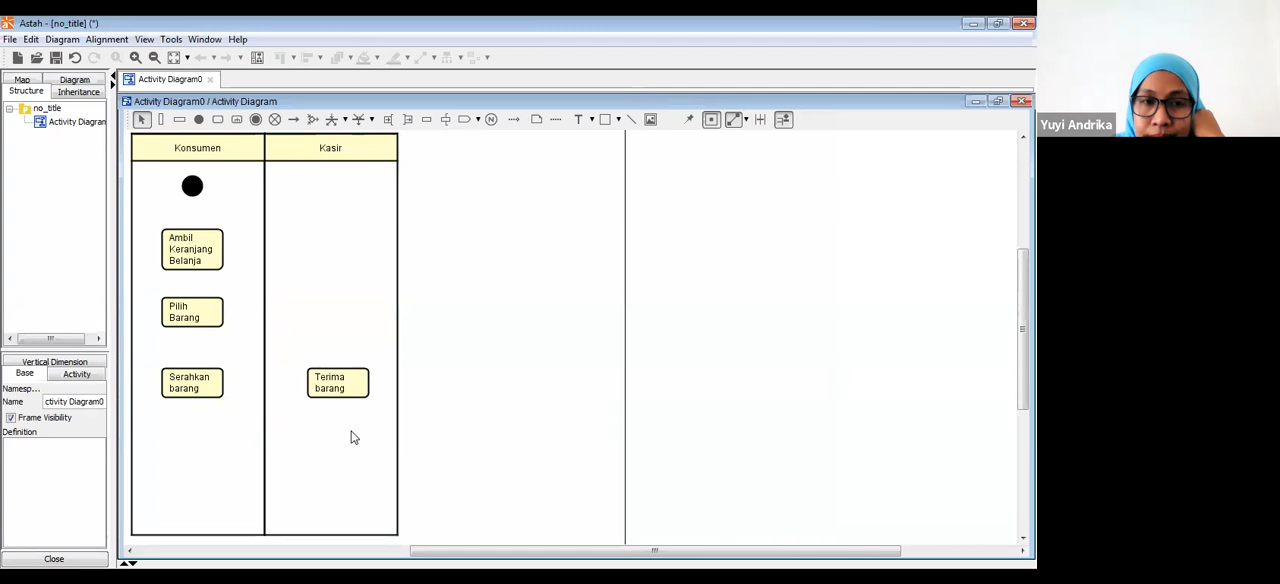 Astah - [no_title] (*)
File Edit Diagram Alignment View Tools Window Help
Map Diagram
Structure Inheritance
no_title
Activity Diagran
Activity Diagram0
Activity Diagram0 / Activity Diagram
Konsumen Kasir
Ambil
Keranjang
Belanja
Pilih
Barang
Serahkan
barang
Terima
barang
Vertical Dimension
Base Activity
Namesp...
Name ctivity Diagram0
Frame Visibility
Definition
Close
Yuyi Andrika